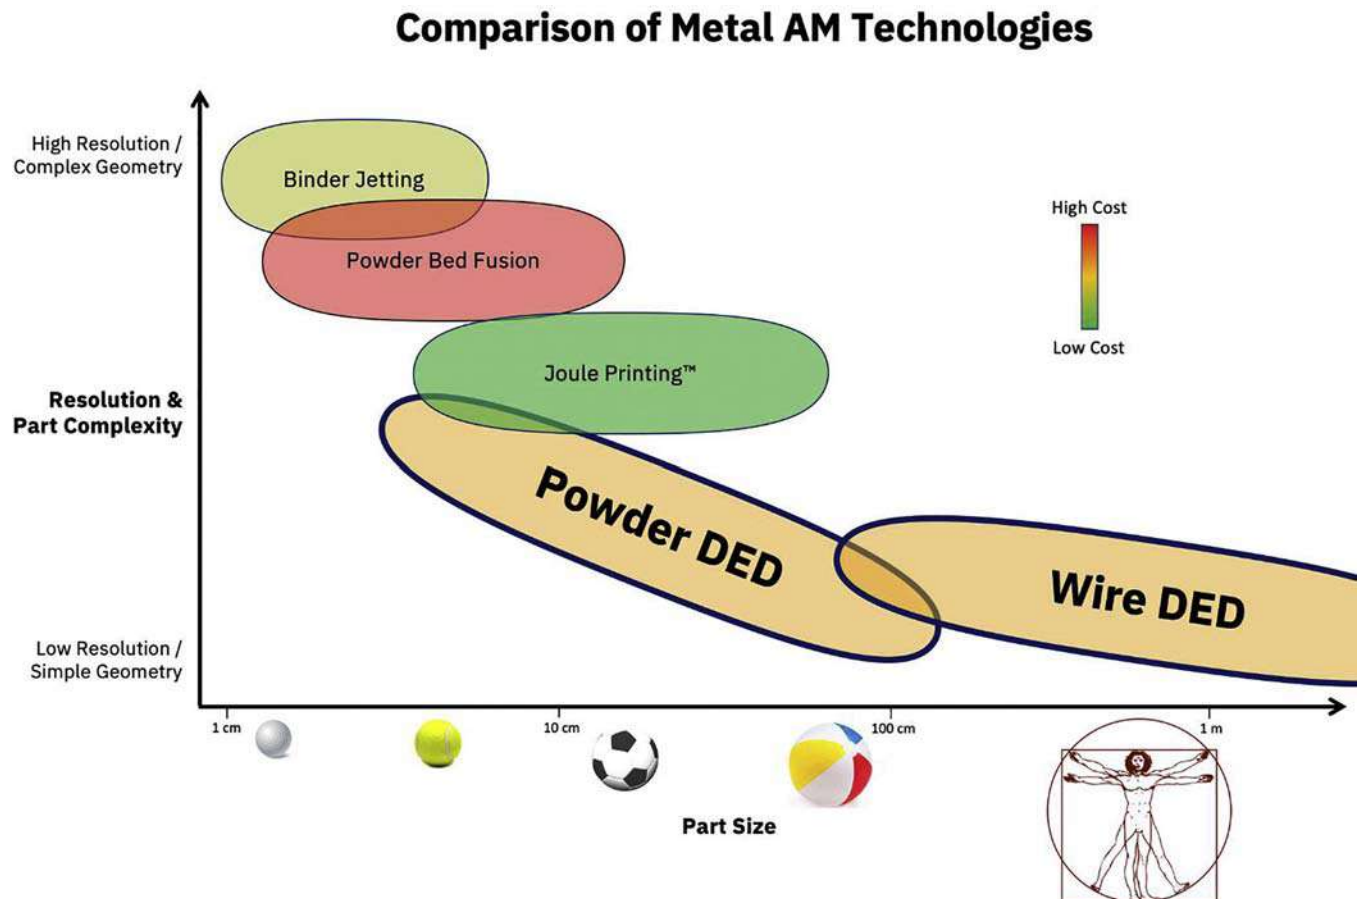 Comparison of Metal AM Technologies
High Resolution /
Complex Geometry
Binder Jetting
Powder Bed Fusion
High Cost
Low Cost
Joule Printing™
Resolution &
Part Complexity
Powder DED
Wire DED
Low Resolution /
Simple Geometry
1 cm
10 cm
100 cm
1 m
Part Size